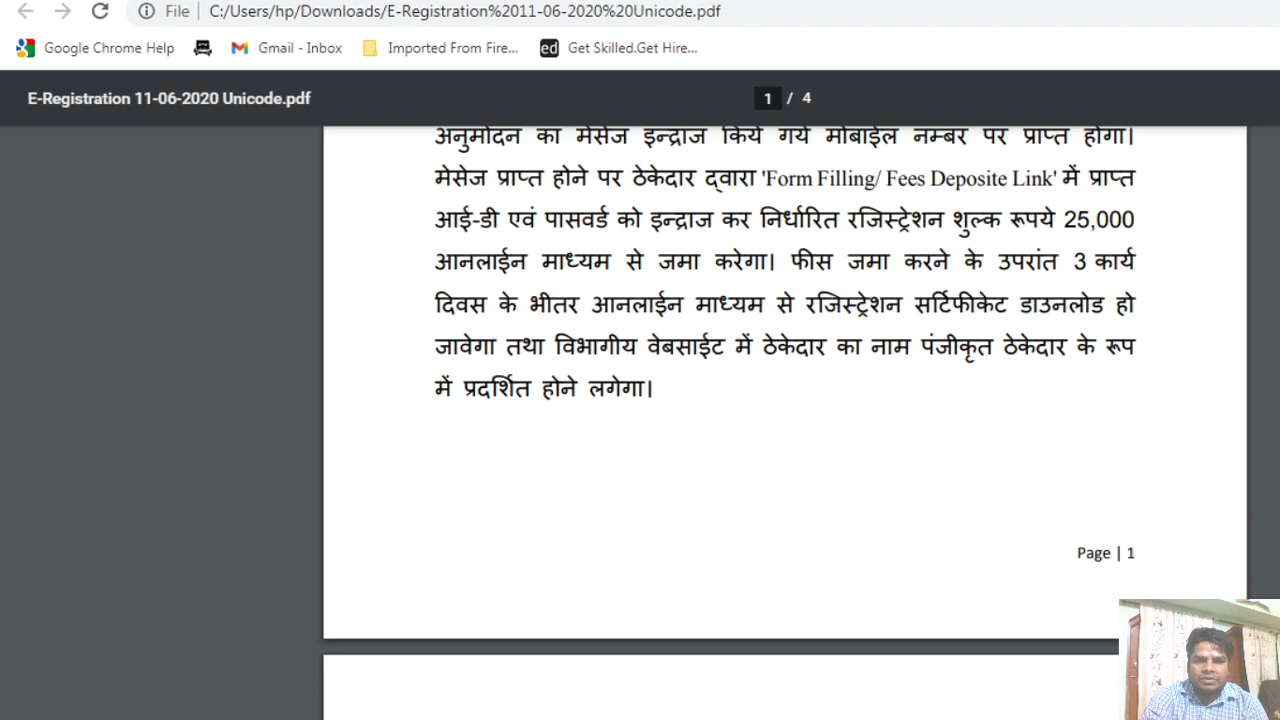 File C:/Users/hp/Downloads/E-Registration%2011-06-2020%20Unicode.pdf
Google Chrome Help Gmail - Inbox Imported From Fire... ed Get Skilled.Get Hire...
E-Registration 11-06-2020 Unicode.pdf 1 / 4
अनुमोदन का मेसेज इन्द्राज किये गये मोबाईल नम्बर पर प्राप्त होगा।
मेसेज प्राप्त होने पर ठेकेदार द्वारा 'Form Filling/ Fees Deposite Link' में प्राप्त
आई-डी एवं पासवर्ड को इन्द्राज कर निर्धारित रजिस्ट्रेशन शुल्क रूपये 25,000
आनलाईन माध्यम से जमा करेगा। फीस जमा करने के उपरांत 3 कार्य
दिवस के भीतर आनलाईन माध्यम से रजिस्ट्रेशन सर्टिफीकेट डाउनलोड हो
जावेगा तथा विभागीय वेबसाईट में ठेकेदार का नाम पंजीकृत ठेकेदार के रूप
में प्रदर्शित होने लगेगा।
Page | 1